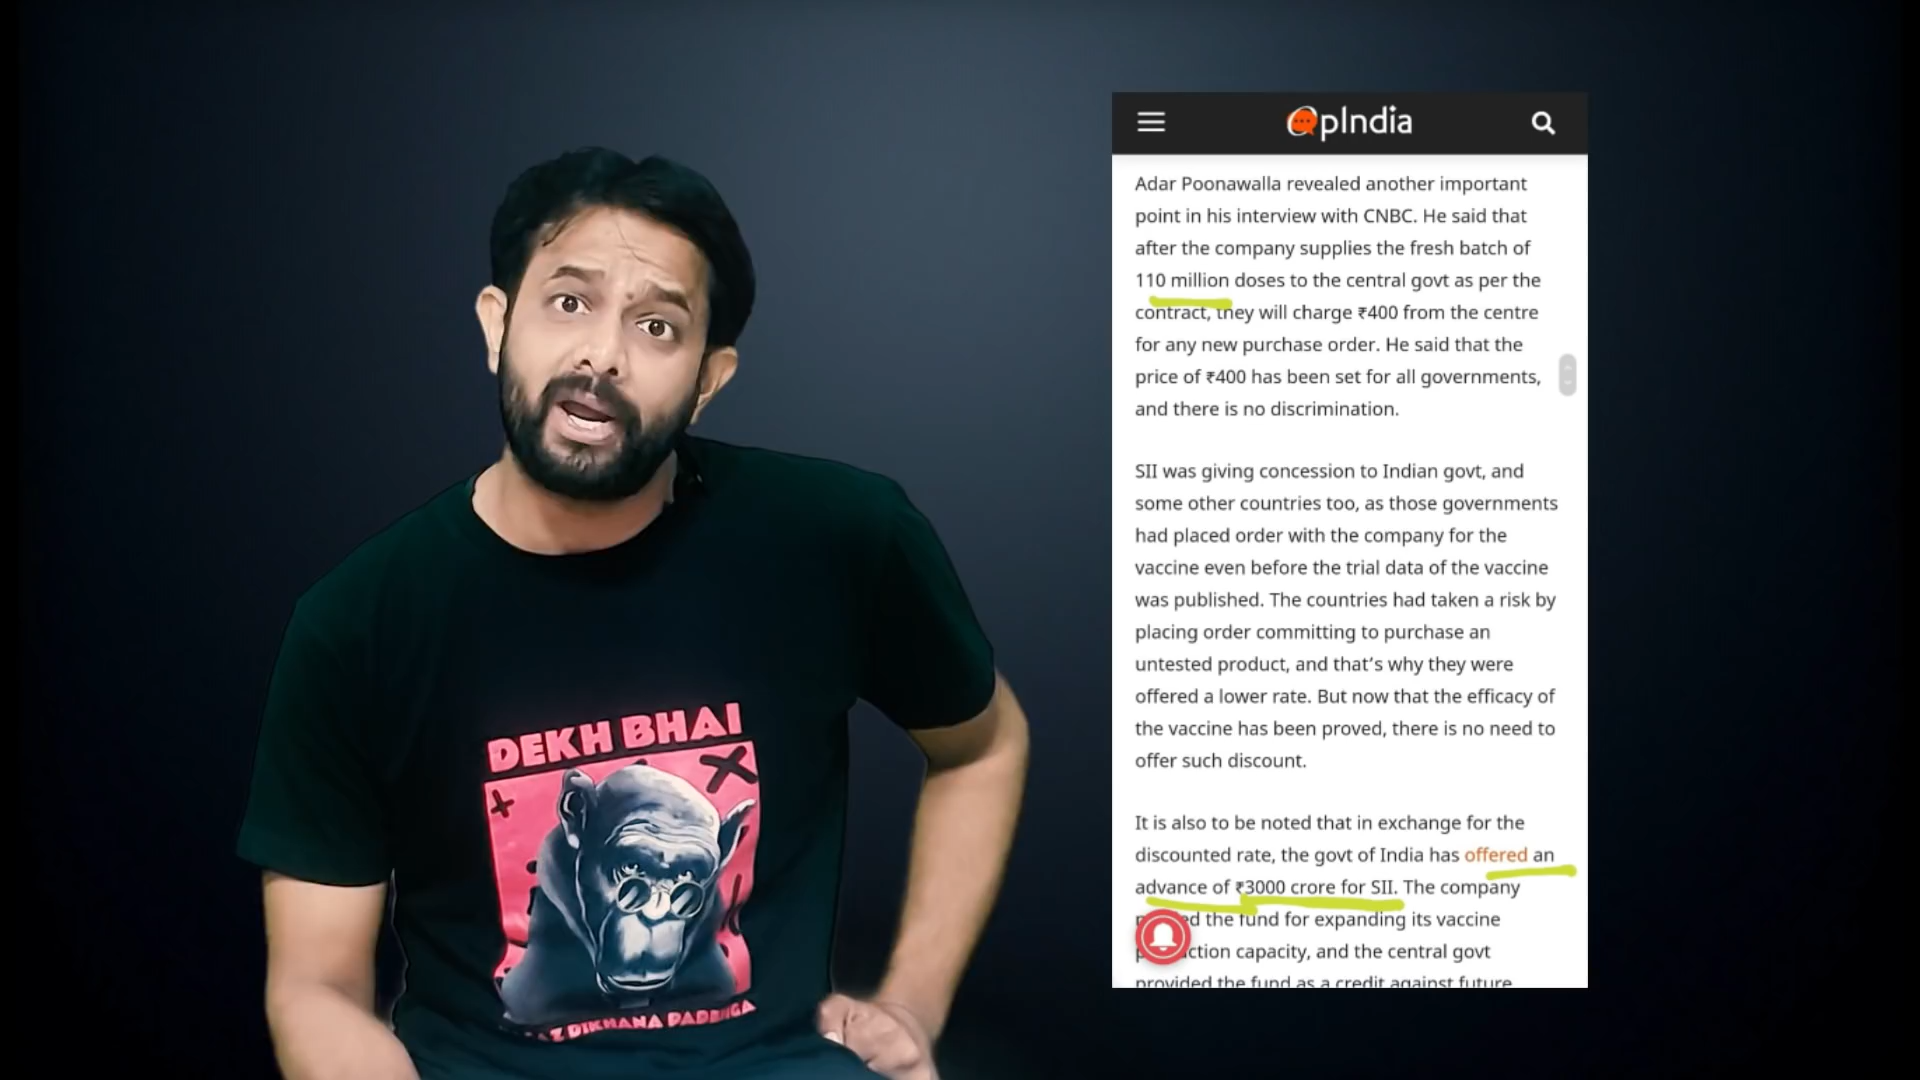 DEKH BHAI
DIKHANA PADEGA
OpIndia
Adar Poonawalla revealed another important
point in his interview with CNBC. He said that
after the company supplies the fresh batch of
110 million doses to the central govt as per the
contract, they will charge ₹400 from the centre
for any new purchase order. He said that the
price of ₹400 has been set for all governments,
and there is no discrimination.
SII was giving concession to Indian govt, and
some other countries too, as those governments
had placed order with the company for the
vaccine even before the trial data of the vaccine
was published. The countries had taken a risk by
placing order committing to purchase an
untested product, and that’s why they were
offered a lower rate. But now that the efficacy of
the vaccine has been proved, there is no need to
offer such discount.
It is also to be noted that in exchange for the
discounted rate, the govt of India has offered an
advance of ₹3000 crore for SII. The company
the fund for expanding its vaccine
capacity, and the central govt
provided the fund as a credit against future